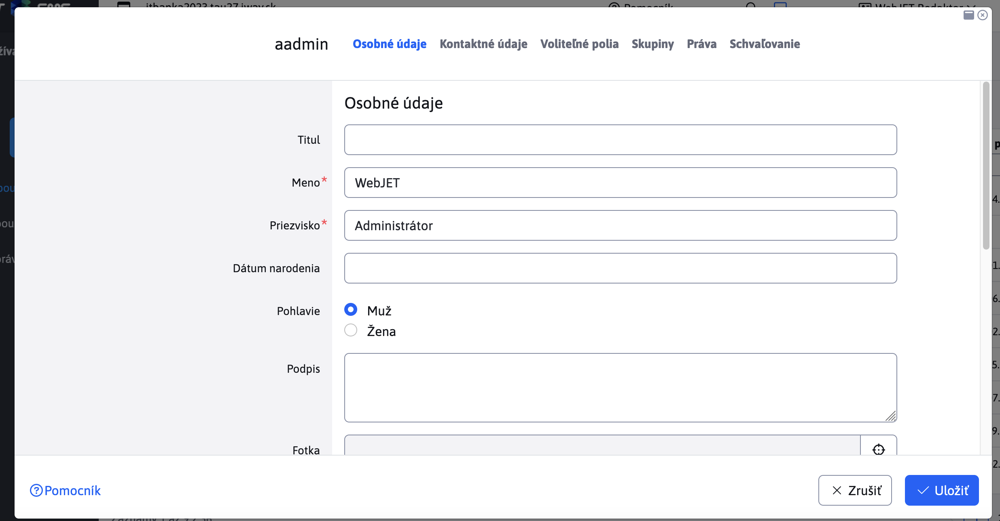 aadmin Osobné údaje Kontaktné údaje Voliteľné polia Skupiny Práva Schvaľovanie
Osobné údaje
Titul
Meno* WebJET
Priezvisko* Administrátor
Dátum narodenia
Pohlavie Muž
Žena
Podpis
Fotka
Pomocník Zrušiť Uložiť